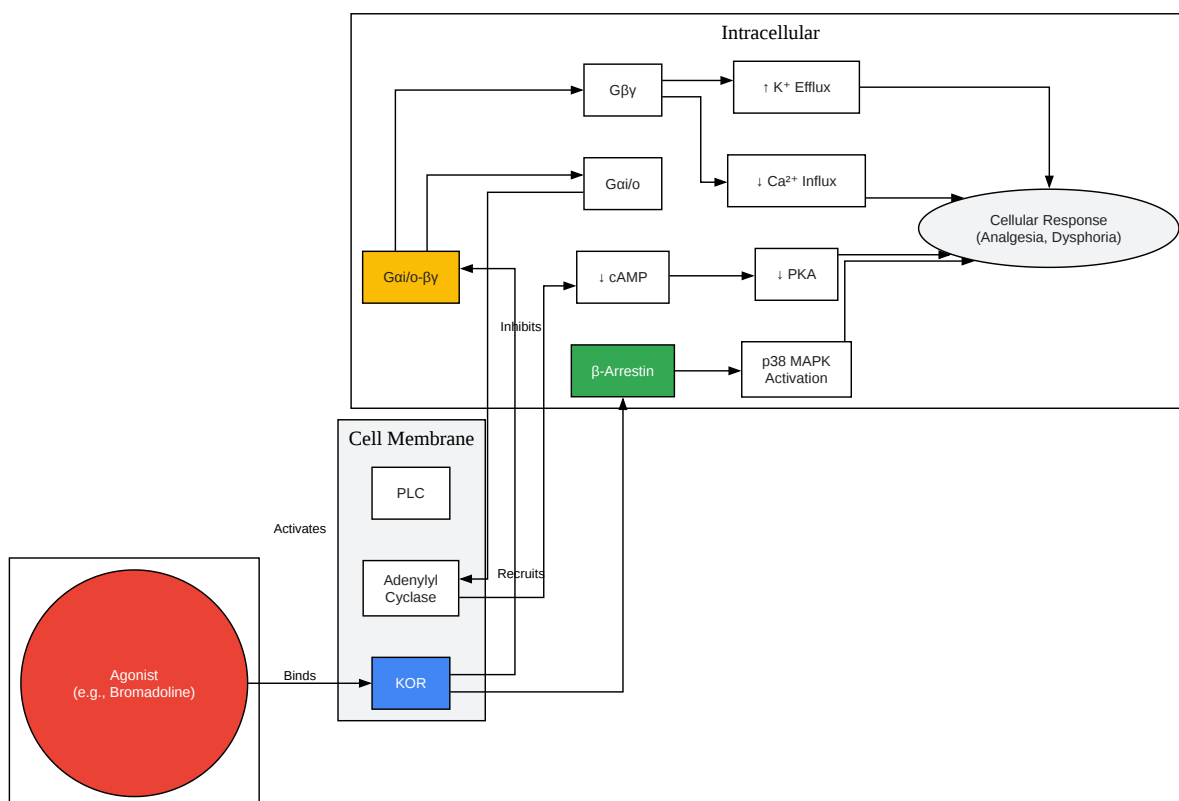 Intracellular
Gβγ
↑ K⁺ Efflux
Gαi/o
↓ Ca²⁺ Influx
Cellular Response
(Analgesia, Dysphoria)
Gαi/o-βγ
↓ cAMP
↓ PKA
Inhibits
β-Arrestin
p38 MAPK
Activation
Cell Membrane
PLC
Activates
Adenylyl
Cyclase
Recruits
Agonist
(e.g., Bromadoline)
Binds
KOR